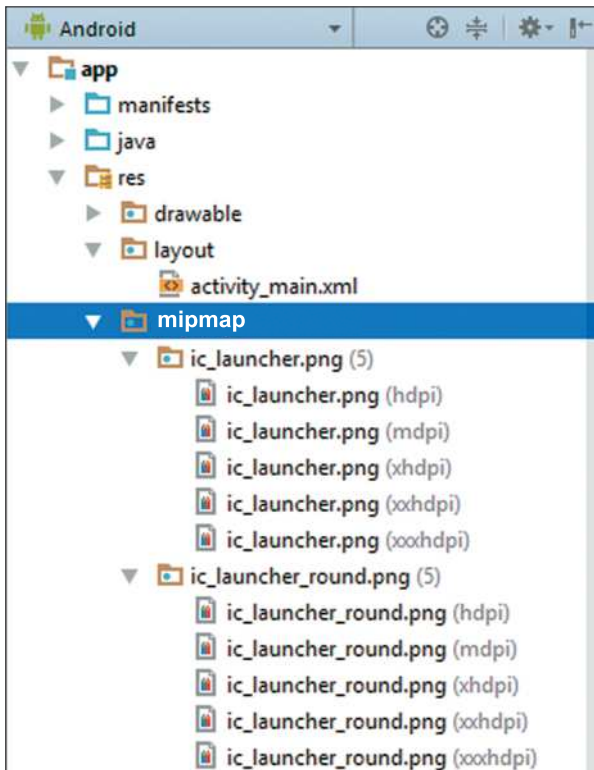 Android
app
manifests
java
res
drawable
layout
activity_main.xml
mipmap
ic_launcher.png (5)
ic_launcher.png (hdpi)
ic_launcher.png (mdpi)
ic_launcher.png (xhdpi)
ic_launcher.png (xxhdpi)
ic_launcher.png (xxxhdpi)
ic_launcher_round.png (5)
ic_launcher_round.png (hdpi)
ic_launcher_round.png (mdpi)
ic_launcher_round.png (xhdpi)
ic_launcher_round.png (xxhdpi)
ic_launcher_round.png (xxxhdpi)